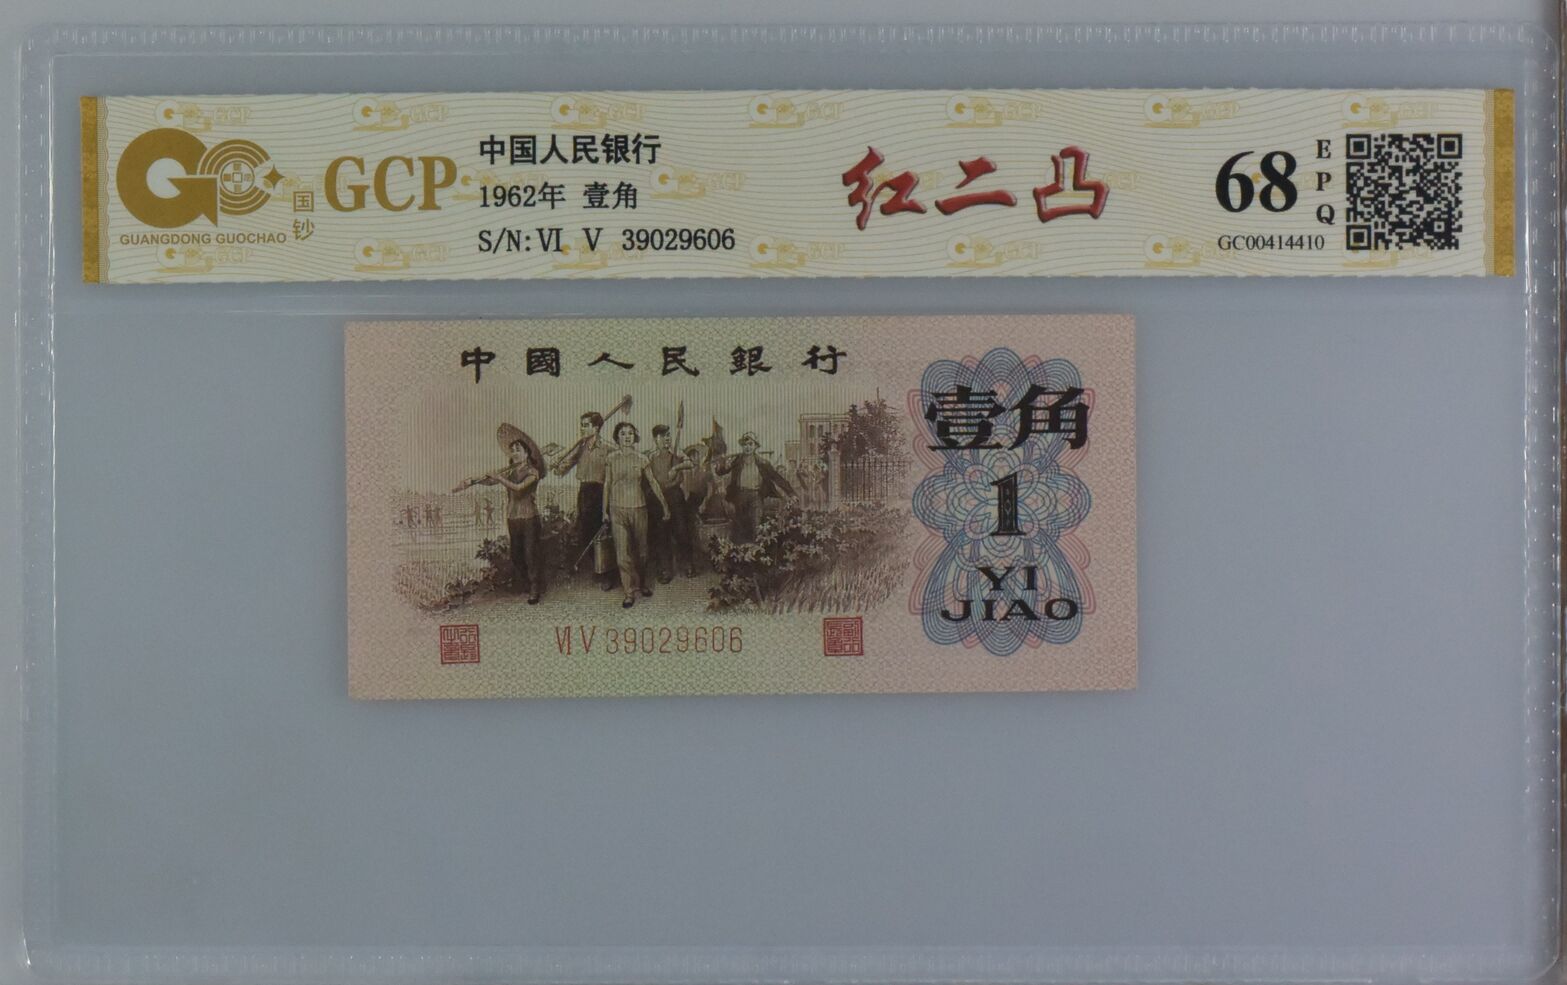 GUANGDONG GUOCHAO
国钞
GCP
中国人民银行
1962年 壹角
S/N: VI V 39029606
红二凸
68
EPQ
GC00414410
中國人民銀行
壹角
1
YI
JIAO
VI V 39029606